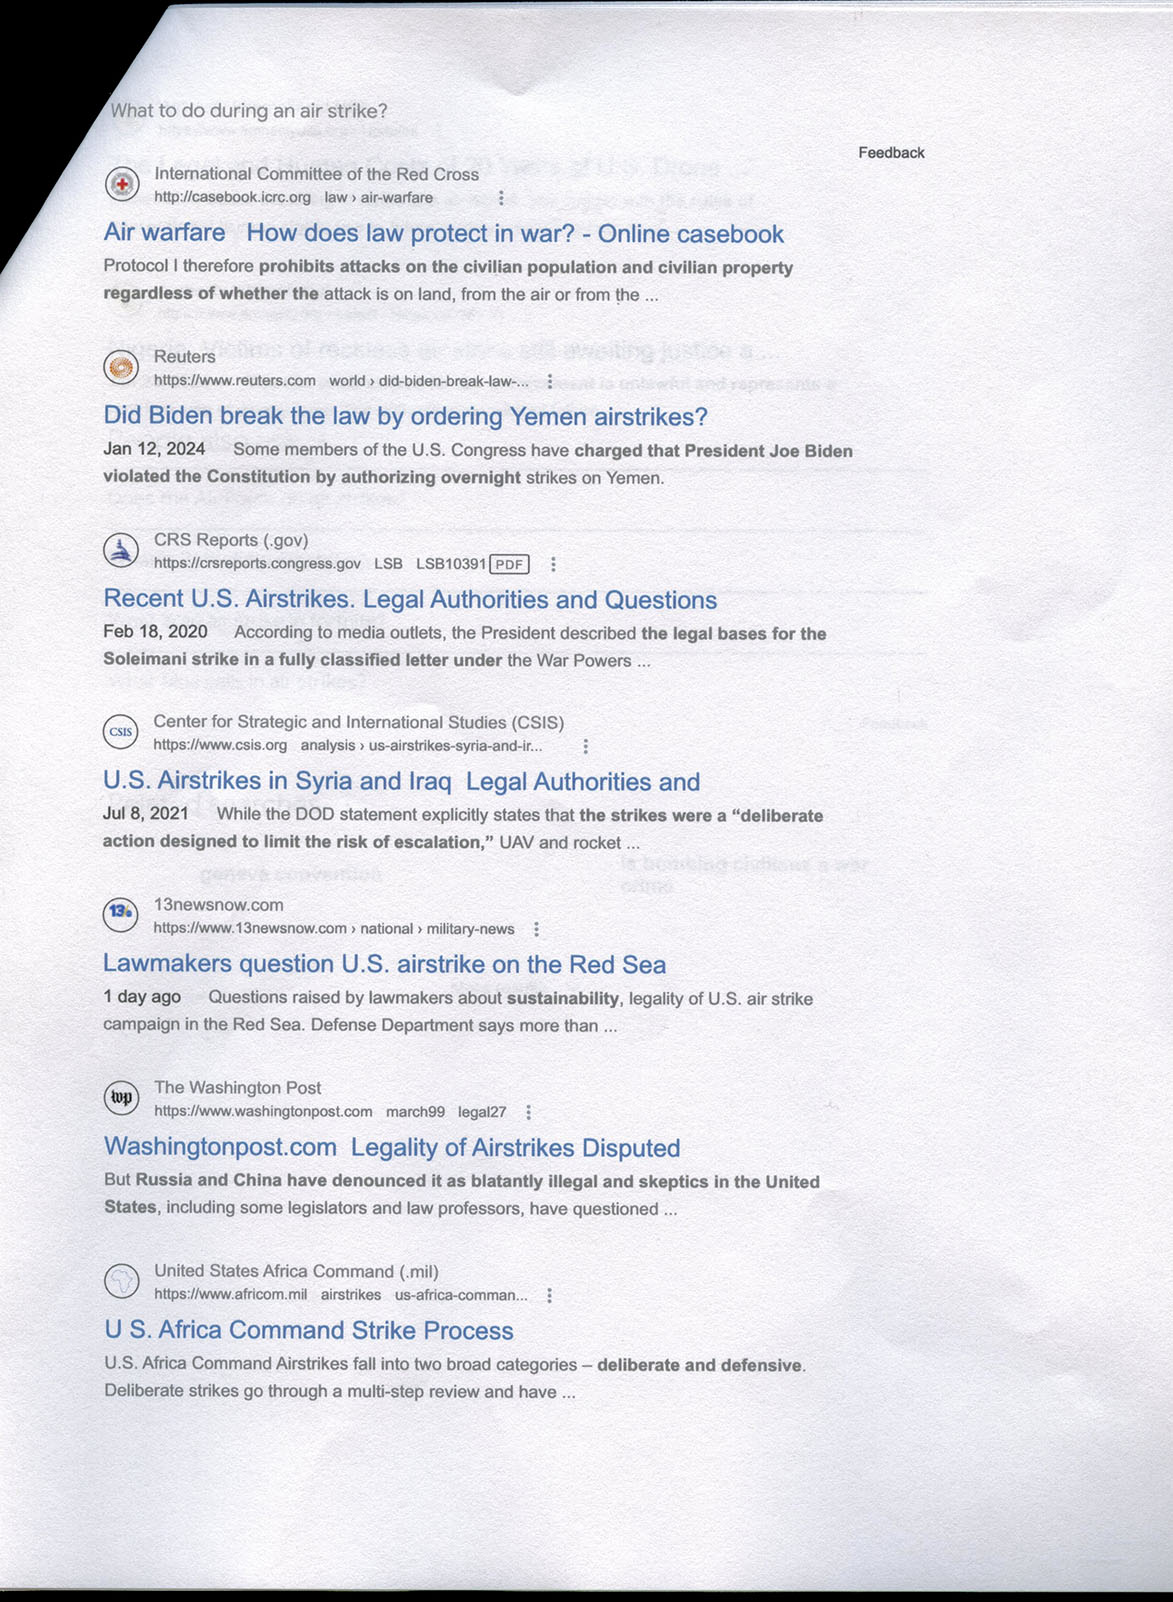 What to do during an air strike?
Feedback
International Committee of the Red Cross
http://casebook.icrc.org law › air-warfare
Air warfare How does law protect in war? - Online casebook
Protocol I therefore prohibits attacks on the civilian population and civilian property
regardless of whether the attack is on land, from the air or from the ...
Reuters
https://www.reuters.com world › did-biden-break-law-...
Did Biden break the law by ordering Yemen airstrikes?
Jan 12, 2024 Some members of the U.S. Congress have charged that President Joe Biden
violated the Constitution by authorizing overnight strikes on Yemen.
CRS Reports (.gov)
https://crsreports.congress.gov LSB LSB10391 PDF
Recent U.S. Airstrikes. Legal Authorities and Questions
Feb 18, 2020 According to media outlets, the President described the legal bases for the
Soleimani strike in a fully classified letter under the War Powers ...
CSIS
Center for Strategic and International Studies (CSIS)
https://www.csis.org analysis › us-airstrikes-syria-and-ir...
U.S. Airstrikes in Syria and Iraq Legal Authorities and
Jul 8, 2021 While the DOD statement explicitly states that the strikes were a “deliberate
action designed to limit the risk of escalation,” UAV and rocket ...
geneva convention
is bombing civilians a war
crime
13newsnow.com
https://www.13newsnow.com › national › military-news
Lawmakers question U.S. airstrike on the Red Sea
1 day ago Questions raised by lawmakers about sustainability, legality of U.S. air strike
campaign in the Red Sea. Defense Department says more than ...
wp
The Washington Post
https://www.washingtonpost.com march99 legal27
Washingtonpost.com Legality of Airstrikes Disputed
But Russia and China have denounced it as blatantly illegal and skeptics in the United
States, including some legislators and law professors, have questioned ...
United States Africa Command (.mil)
https://www.africom.mil airstrikes us-africa-comman...
U S. Africa Command Strike Process
U.S. Africa Command Airstrikes fall into two broad categories – deliberate and defensive.
Deliberate strikes go through a multi-step review and have ...